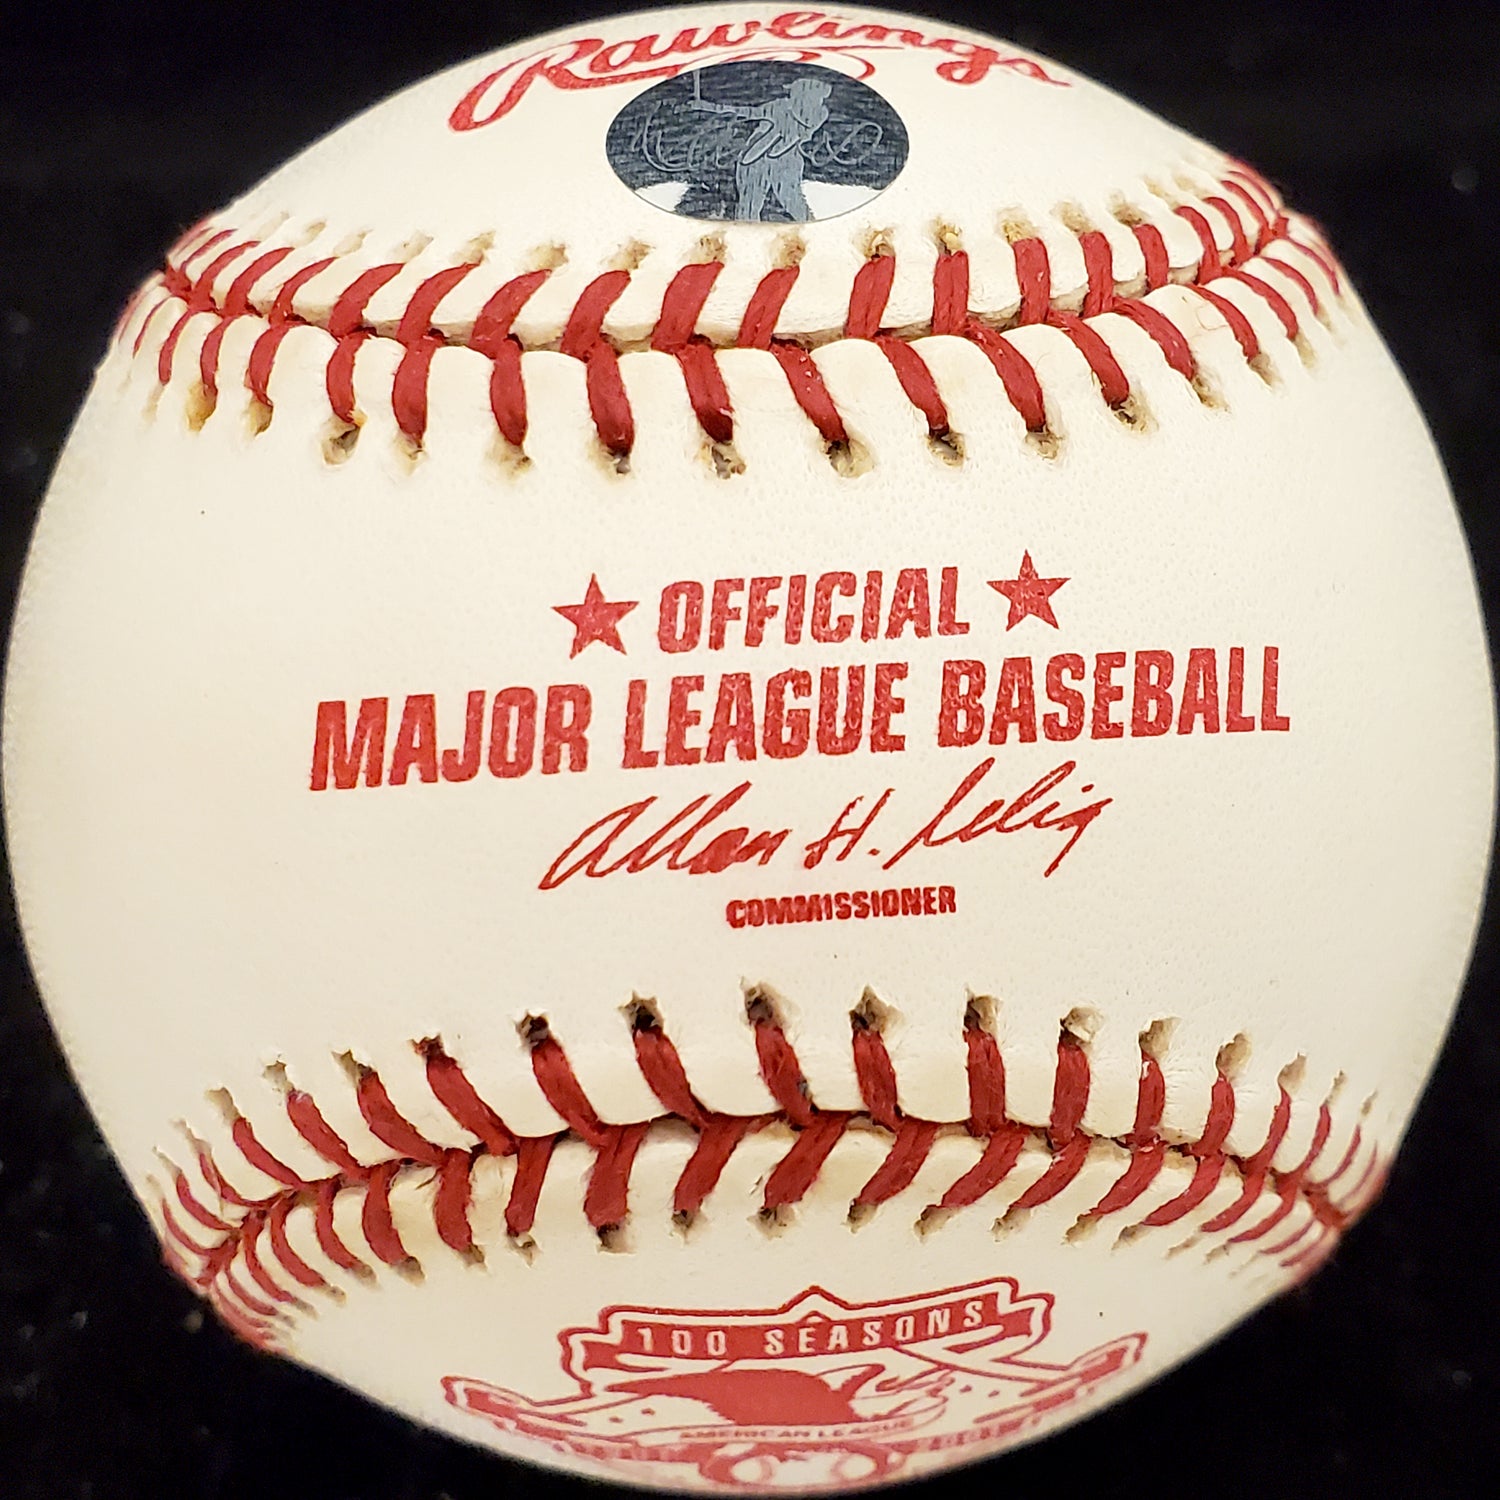 Rawlings
OFFICIAL
MAJOR LEAGUE BASEBALL
Allan H. Selig
COMMISSIONER
100 SEASONS
AMERICAN LEAGUE